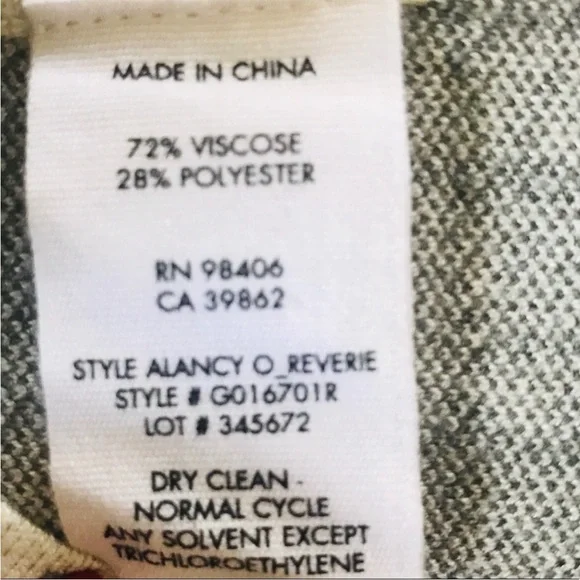 MADE IN CHINA
72% VISCOSE
28% POLYESTER
RN 98406
CA 39862
STYLE ALANCY O_REVERIE
STYLE # G016701R
LOT # 345672
DRY CLEAN -
NORMAL CYCLE
ANY SOLVENT EXCEPT
TRICHLOROETHYLENE